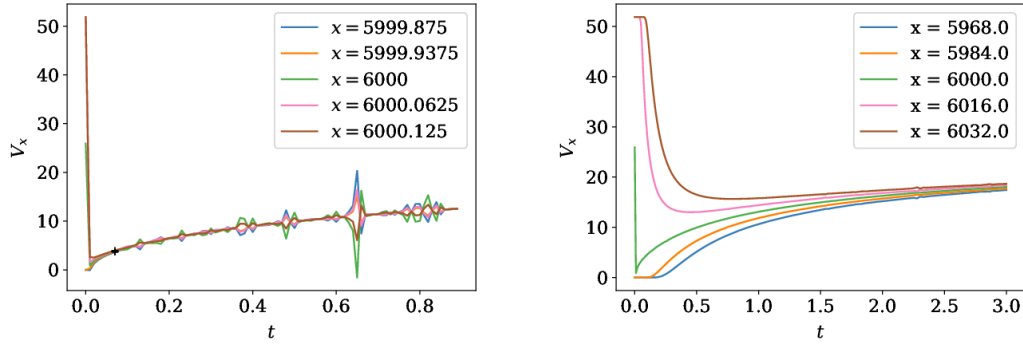 50
40
30
20
10
0
V_x
0.0 0.2 0.4 0.6 0.8
t
x = 5999.875
x = 5999.9375
x = 6000
x = 6000.0625
x = 6000.125
50
40
30
20
10
0
V_x
0.0 0.5 1.0 1.5 2.0 2.5 3.0
t
x = 5968.0
x = 5984.0
x = 6000.0
x = 6016.0
x = 6032.0